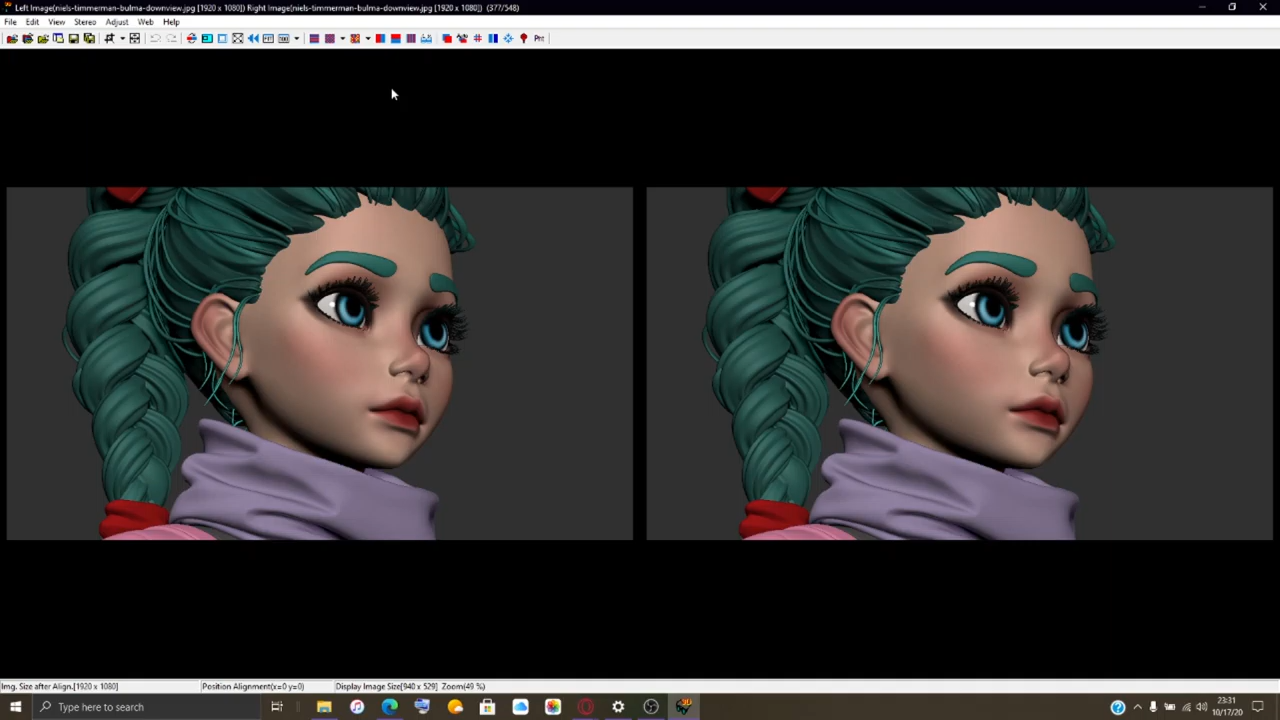 Left Image(niels-timmerman-bulma-downview.jpg [1920 x 1080]) Right Image(niels-timmerman-bulma-downview.jpg [1920 x 1080])  (377/548)
File Edit View Stereo Adjust Web Help
Img. Size after Align.[1920 x 1080] Position Alignment(x=0 y=0) Display Image Size[940 x 529] Zoom(49 %)
Type here to search
23:31
10/17/20